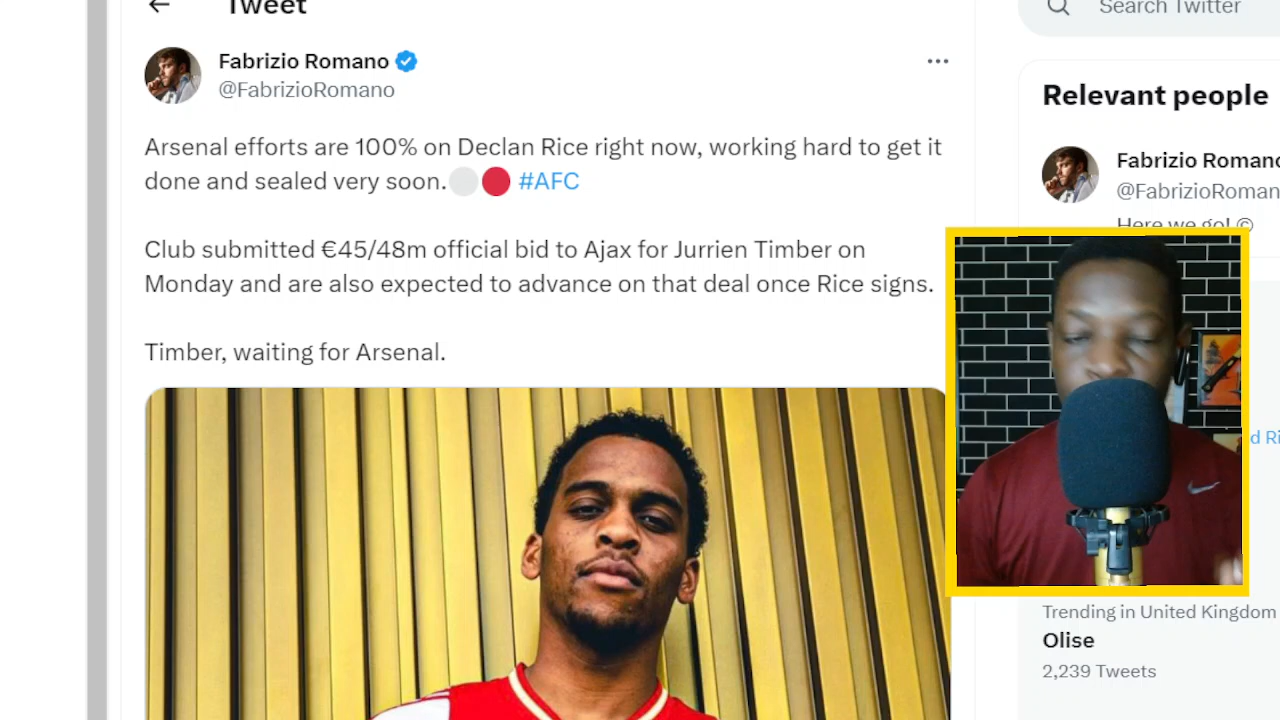 Tweet
Search Twitter
Fabrizio Romano
@FabrizioRomano
Arsenal efforts are 100% on Declan Rice right now, working hard to get it
done and sealed very soon.⚪🔴 #AFC
Club submitted €45/48m official bid to Ajax for Jurrien Timber on
Monday and are also expected to advance on that deal once Rice signs.
Timber, waiting for Arsenal.
Relevant people
Fabrizio Romano
@FabrizioRoman
Here we go! ©
d Ri
Trending in United Kingdom
Olise
2,239 Tweets